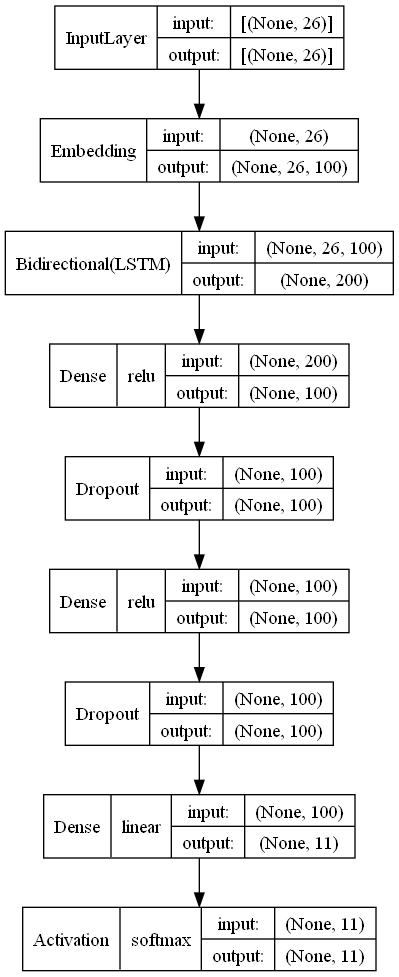 InputLayer input: [(None, 26)]
output: [(None, 26)]
Embedding input: (None, 26)
output: (None, 26, 100)
Bidirectional(LSTM) input: (None, 26, 100)
output: (None, 200)
Dense relu input: (None, 200)
output: (None, 100)
Dropout input: (None, 100)
output: (None, 100)
Dense relu input: (None, 100)
output: (None, 100)
Dropout input: (None, 100)
output: (None, 100)
Dense linear input: (None, 100)
output: (None, 11)
Activation softmax input: (None, 11)
output: (None, 11)